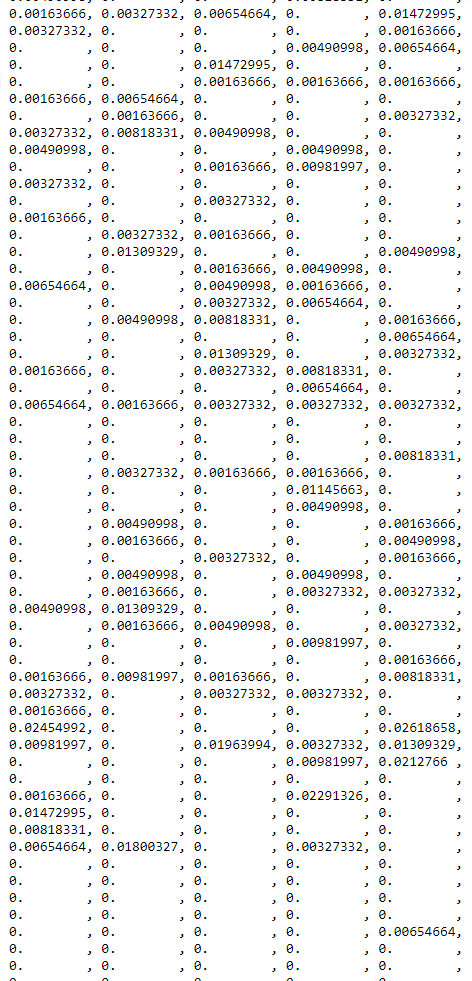 0.00163666, 0.00327332, 0.00654664, 0.        , 0.01472995,
0.00327332, 0.        , 0.        , 0.        , 0.00163666,
0.        , 0.        , 0.        , 0.00490998, 0.00654664,
0.        , 0.        , 0.01472995, 0.        , 0.        ,
0.        , 0.        , 0.00163666, 0.00163666, 0.00163666,
0.00163666, 0.00654664, 0.        , 0.        , 0.        ,
0.        , 0.00163666, 0.        , 0.        , 0.00327332,
0.00327332, 0.00818331, 0.00490998, 0.        , 0.        ,
0.00490998, 0.        , 0.        , 0.00490998, 0.        ,
0.        , 0.        , 0.00163666, 0.00981997, 0.        ,
0.00327332, 0.        , 0.        , 0.        , 0.        ,
0.        , 0.        , 0.00327332, 0.        , 0.        ,
0.00163666, 0.        , 0.        , 0.        , 0.        ,
0.        , 0.00327332, 0.00163666, 0.        , 0.        ,
0.        , 0.01309329, 0.        , 0.        , 0.00490998,
0.        , 0.        , 0.00163666, 0.00490998, 0.        ,
0.00654664, 0.        , 0.00490998, 0.00163666, 0.        ,
0.        , 0.        , 0.00327332, 0.00654664, 0.        ,
0.        , 0.00490998, 0.00818331, 0.        , 0.00163666,
0.        , 0.        , 0.        , 0.        , 0.00654664,
0.        , 0.        , 0.01309329, 0.        , 0.00327332,
0.00163666, 0.        , 0.00327332, 0.00818331, 0.        ,
0.        , 0.        , 0.        , 0.00654664, 0.        ,
0.00654664, 0.00163666, 0.00327332, 0.00327332, 0.00327332,
0.        , 0.        , 0.        , 0.        , 0.        ,
0.        , 0.        , 0.        , 0.        , 0.        ,
0.        , 0.        , 0.        , 0.        , 0.00818331,
0.        , 0.00327332, 0.00163666, 0.00163666, 0.        ,
0.        , 0.        , 0.        , 0.01145663, 0.        ,
0.        , 0.        , 0.        , 0.00490998, 0.        ,
0.        , 0.00490998, 0.        , 0.        , 0.00163666,
0.        , 0.00163666, 0.        , 0.        , 0.00490998,
0.        , 0.        , 0.00327332, 0.        , 0.00163666,
0.        , 0.00490998, 0.        , 0.00490998, 0.        ,
0.        , 0.00163666, 0.        , 0.00327332, 0.00327332,
0.00490998, 0.01309329, 0.        , 0.        , 0.        ,
0.        , 0.00163666, 0.00490998, 0.        , 0.00327332,
0.        , 0.        , 0.        , 0.00981997, 0.        ,
0.        , 0.        , 0.        , 0.        , 0.00163666,
0.00163666, 0.00981997, 0.00163666, 0.        , 0.00818331,
0.00327332, 0.        , 0.00327332, 0.00327332, 0.        ,
0.00163666, 0.        , 0.        , 0.        , 0.        ,
0.02454992, 0.        , 0.        , 0.        , 0.02618658,
0.00981997, 0.        , 0.01963994, 0.00327332, 0.01309329,
0.        , 0.        , 0.        , 0.00981997, 0.0212766 ,
0.        , 0.        , 0.        , 0.        , 0.        ,
0.00163666, 0.        , 0.        , 0.02291326, 0.        ,
0.01472995, 0.        , 0.        , 0.        , 0.        ,
0.00818331, 0.        , 0.        , 0.        , 0.        ,
0.00654664, 0.01800327, 0.        , 0.00327332, 0.        ,
0.        , 0.        , 0.        , 0.        , 0.        ,
0.        , 0.        , 0.        , 0.        , 0.        ,
0.        , 0.        , 0.        , 0.        , 0.        ,
0.        , 0.        , 0.        , 0.        , 0.        ,
0.        , 0.        , 0.        , 0.        , 0.00654664,
0.        , 0.        , 0.        , 0.        , 0.        ,
0.        , 0.        , 0.        , 0.        , 0.        ,